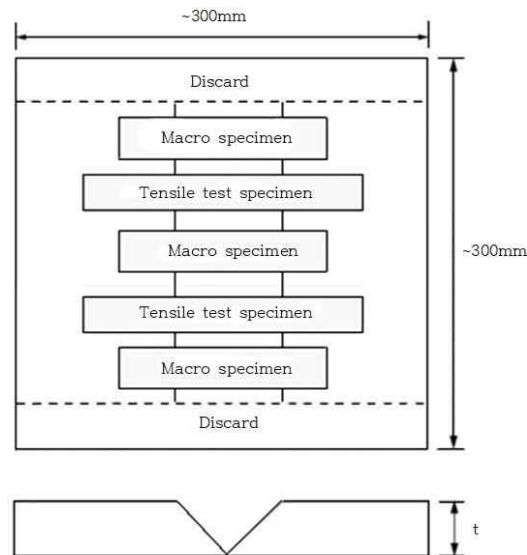 ~300mm
Discard
Macro specimen
Tensile test specimen
Macro specimen
~300mm
Tensile test specimen
Macro specimen
Discard
t